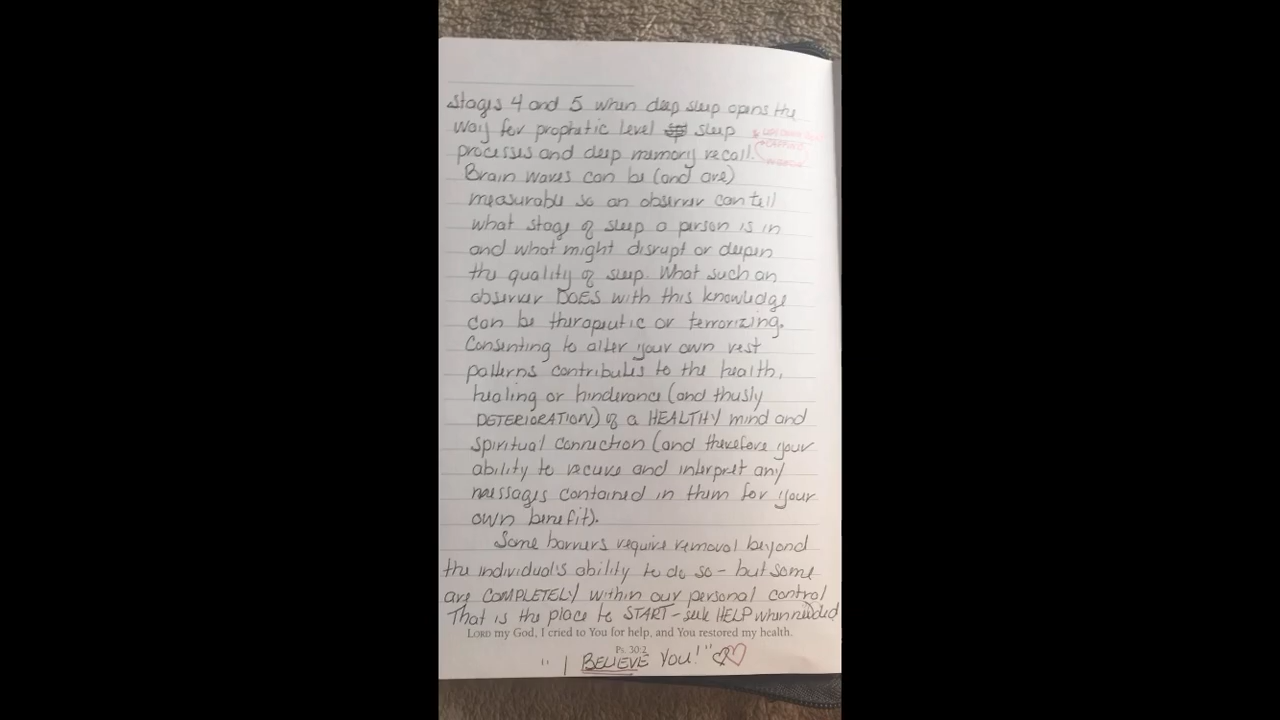 Stages 4 and 5 when deep sleep opens the
way for prophetic level sleep
processes and deep memory recall.
Brain waves can be (and are)
measurable so an observer can tell
what stage of sleep a person is in
and what might disrupt or deepen
the quality of sleep. What such an
observer DOES with this knowledge
can be therapeutic or terrorizing.
Consenting to alter your own rest
patterns contributes to the health,
healing or hinderance (and thusly
DETERIORATION) of a HEALTHY mind and
spiritual connection (and therefore your
ability to receive and interpret any
messages contained in them for your
own benefit).
Some barriers require removal beyond
the individual's ability to do so - but some
are COMPLETELY within our personal control
That is the place to START - seek HELP when needed
LORD my God, I cried to You for help, and You restored my health.
Ps. 30:2
"I BELIEVE YOU!"